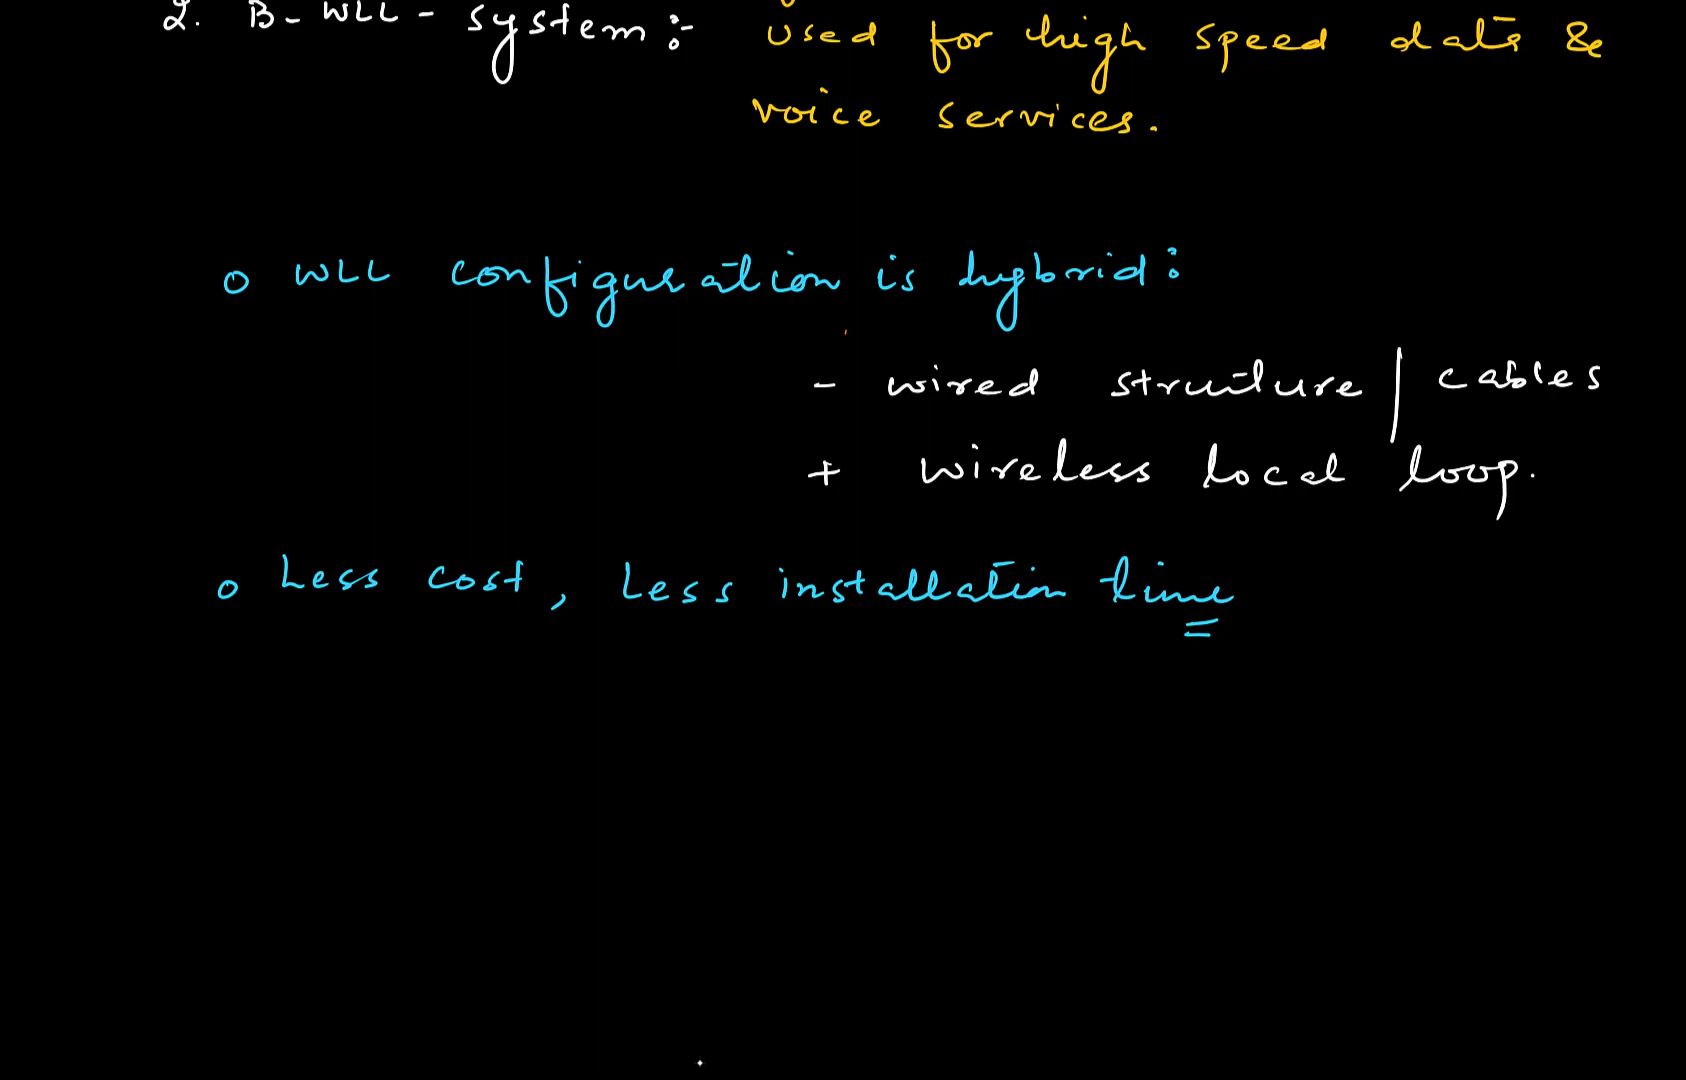 2. B-WLL-system:- used for high speed data &
voice services.
o WLL configuration is hybrid:
- wired structure / cables
+ wireless local loop.
o Less cost, Less installation time